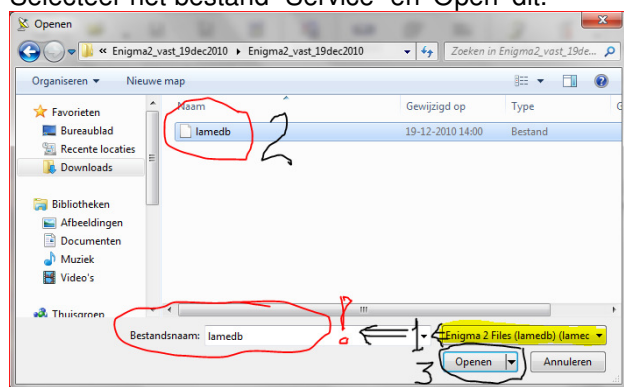 Selecteer het bestand "Service" en "Open" dit.
Openen
« Enigma2_vast_19dec2010 ▸ Enigma2_vast_19dec2010
Zoeken in Enigma2_vast_19de...
Organiseren
Nieuwe map
Favorieten
Bureaublad
Recente locaties
Downloads
Bibliotheken
Afbeeldingen
Documenten
Muziek
Video's
Thuisgroep
Naam
Gewijzigd op
Type
G
lamedb
19-12-2010 14:00
Bestand
2
Bestandsnaam:
lamedb
!
1
Enigma 2 Files (lamedb) (lamec
3
Openen
Annuleren